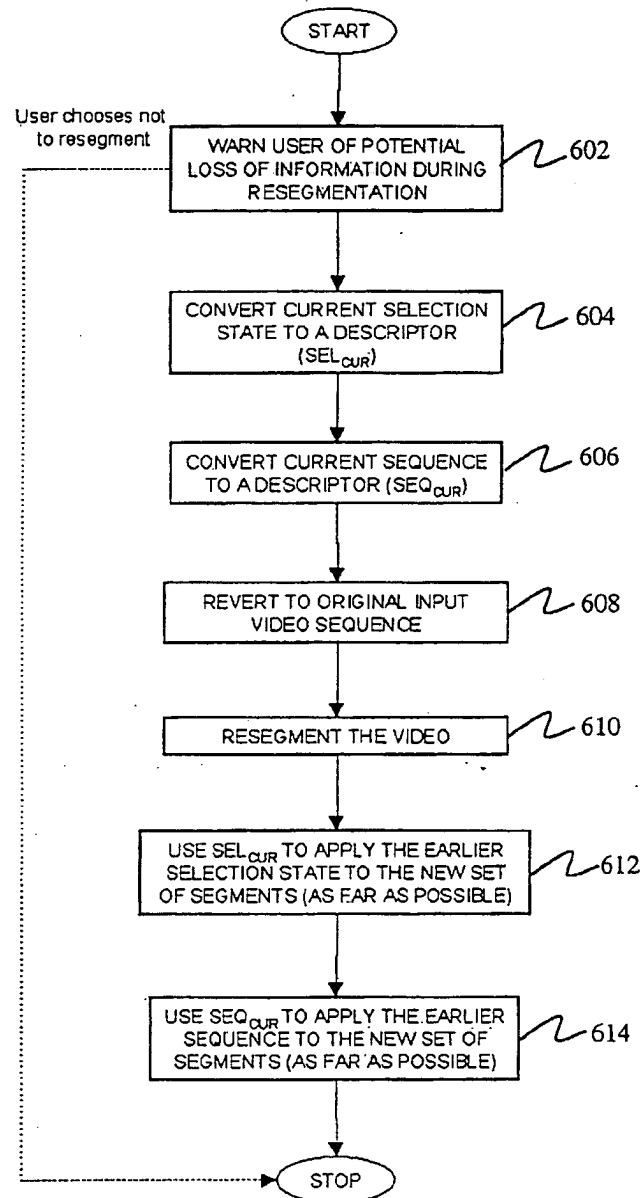 START
User chooses not
to resegment
WARN USER OF POTENTIAL
LOSS OF INFORMATION DURING
RESEGMENTATION
602
CONVERT CURRENT SELECTION
STATE TO A DESCRIPTOR
(SEL_CUR)
604
CONVERT CURRENT SEQUENCE
TO A DESCRIPTOR (SEQ_CUR)
606
REVERT TO ORIGINAL INPUT
VIDEO SEQUENCE
608
RESEGMENT THE VIDEO
610
USE SEL_CUR TO APPLY THE EARLIER
SELECTION STATE TO THE NEW SET
OF SEGMENTS (AS FAR AS POSSIBLE)
612
USE SEQ_CUR TO APPLY THE EARLIER
SEQUENCE TO THE NEW SET OF
SEGMENTS (AS FAR AS POSSIBLE)
614
STOP